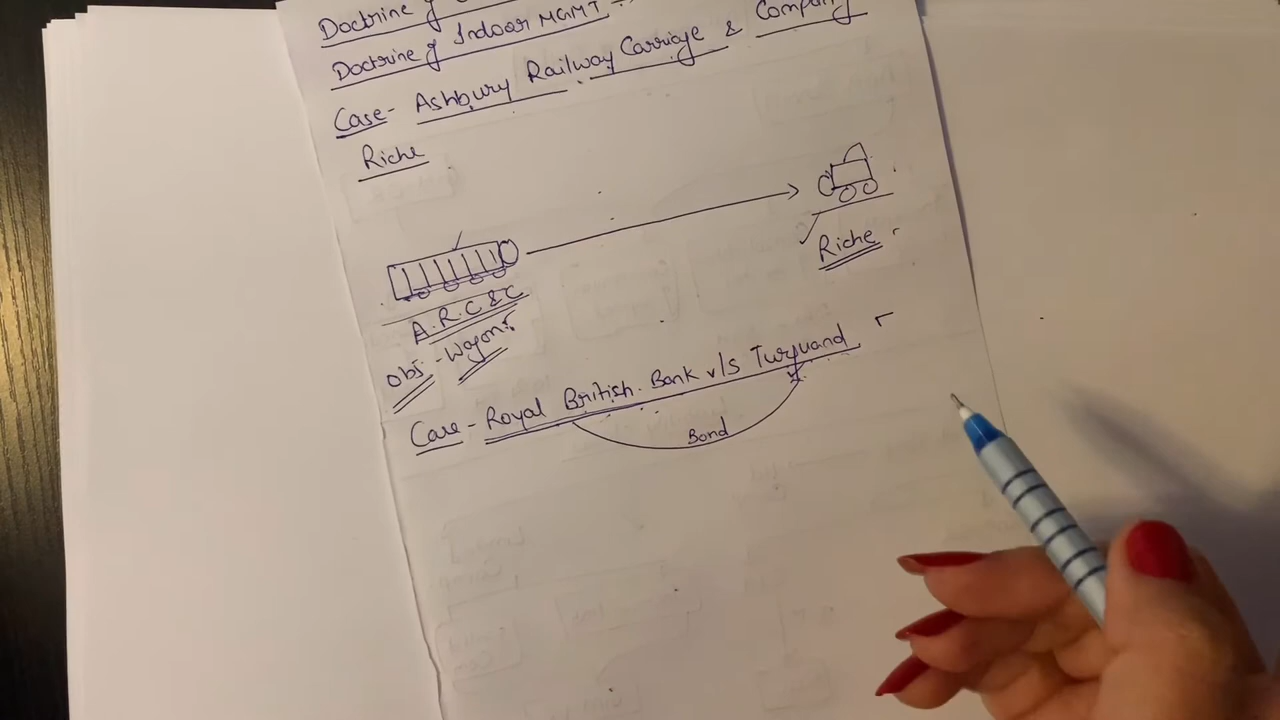 Doctrine of
Doctrine of Indoor MGMT
Case - Ashbury Railway Carriage & Company
Riche
Riche
A.R.C & C
Obj - Wagons
Case - Royal British Bank v/s Turquand
Bond